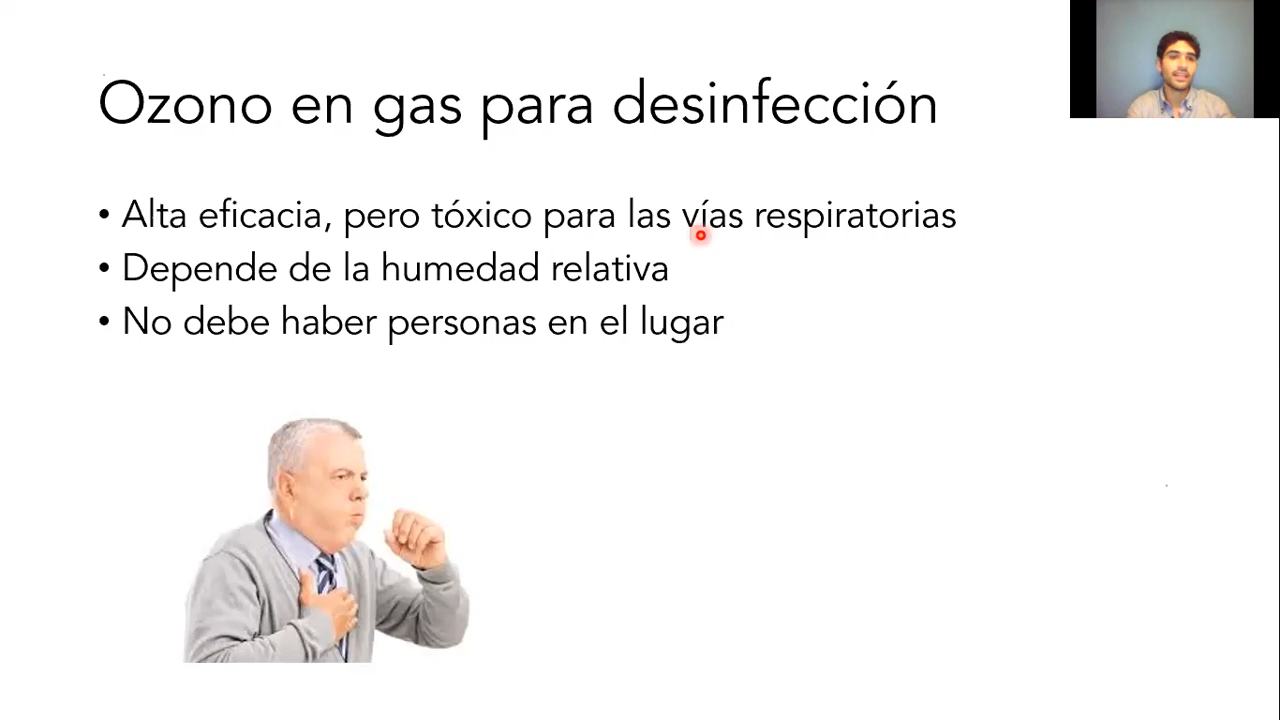 Ozono en gas para desinfección
• Alta eficacia, pero tóxico para las vías respiratorias
• Depende de la humedad relativa
• No debe haber personas en el lugar